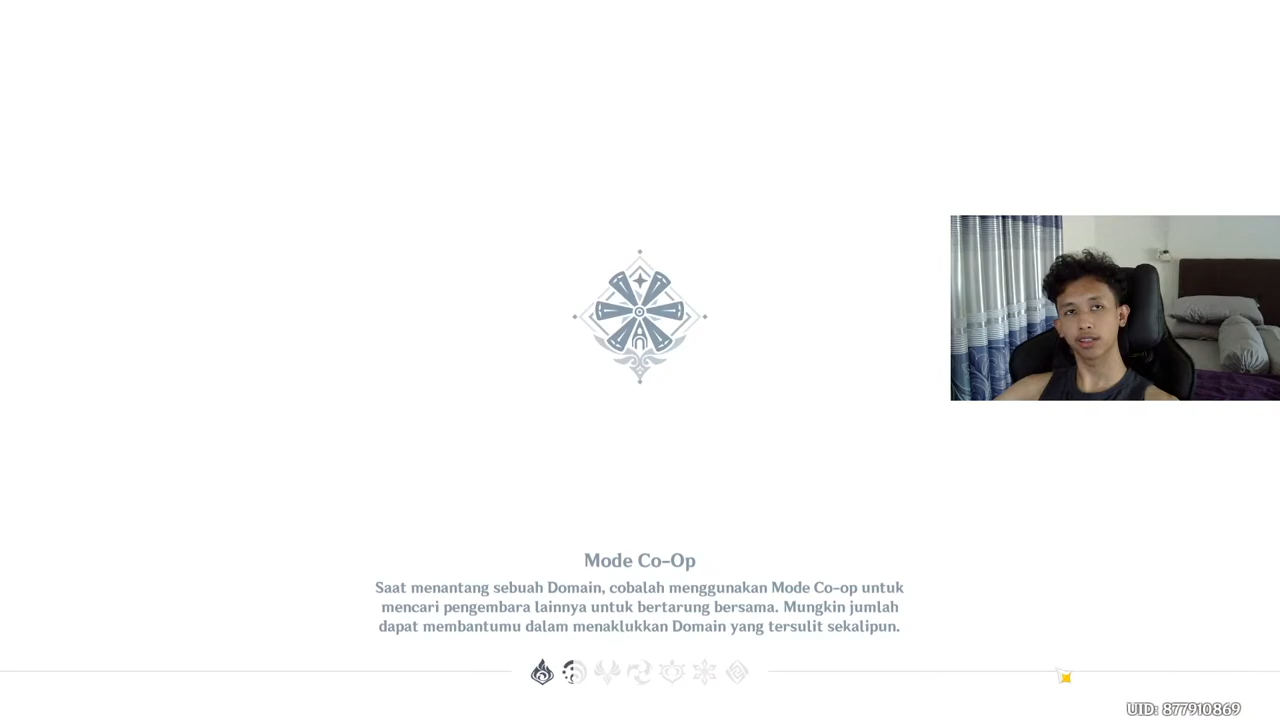 Mode Co-Op
Saat menantang sebuah Domain, cobalah menggunakan Mode Co-op untuk
mencari pengembara lainnya untuk bertarung bersama. Mungkin jumlah
dapat membantumu dalam menaklukkan Domain yang tersulit sekalipun.
UID: 877910869